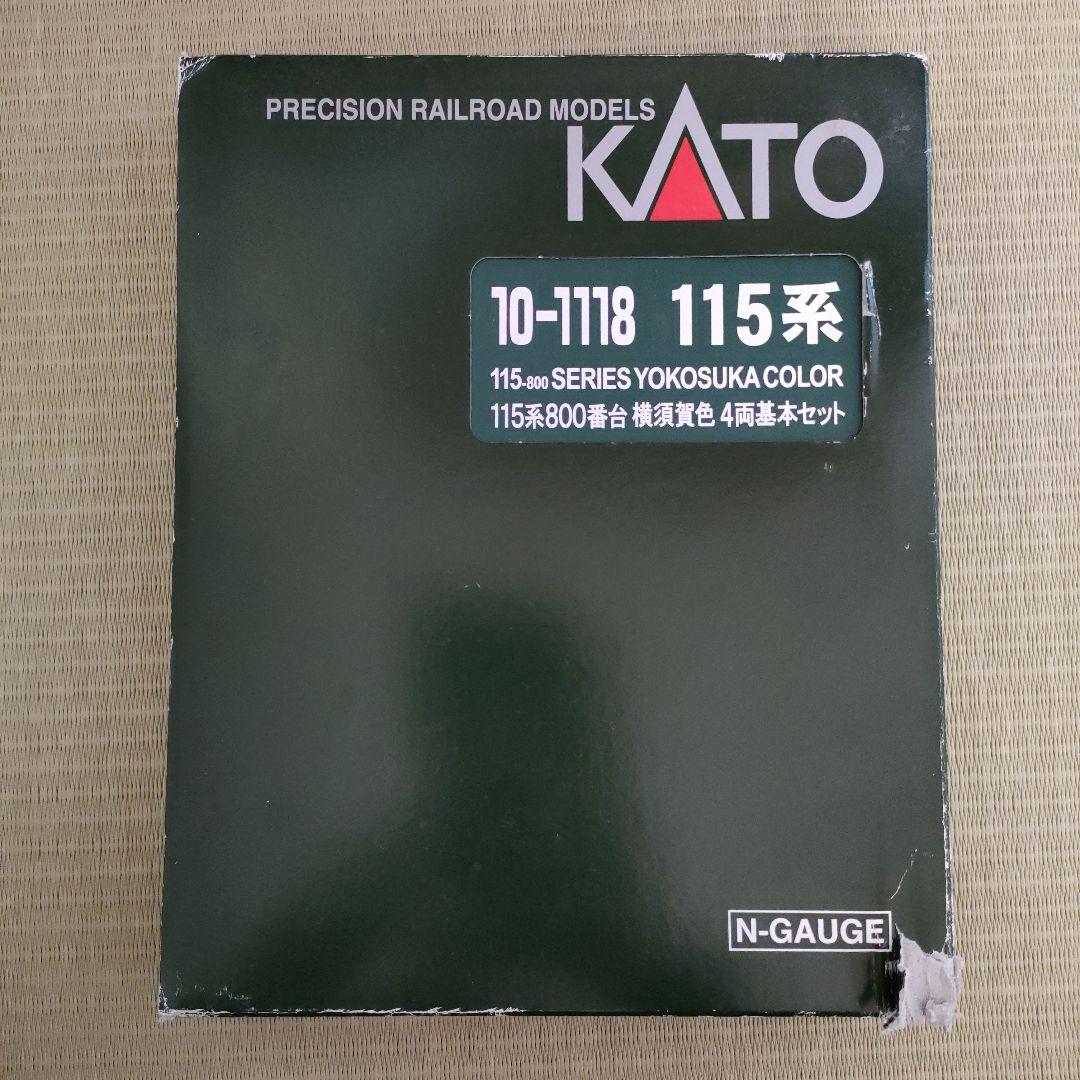 PRECISION RAILROAD MODELS
KATO
10-1118 115系
115-800 SERIES YOKOSUKA COLOR
115系800番台 横須賀色 4両基本セット
N-GAUGE